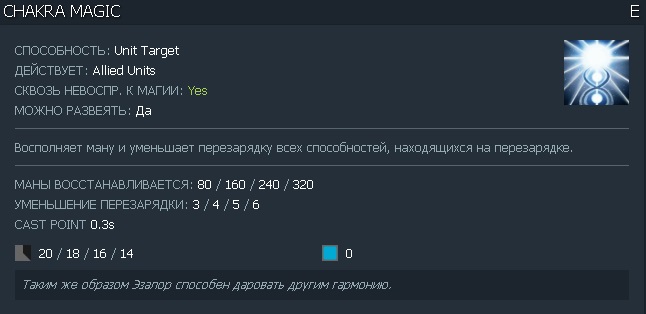 CHAKRA MAGIC E
СПОСОБНОСТЬ: Unit Target
ДЕЙСТВУЕТ: Allied Units
СКВОЗЬ НЕВОСПР. К МАГИИ: Yes
МОЖНО РАЗВЕЯТЬ: Да
Восполняет ману и уменьшает перезарядку всех способностей, находящихся на перезарядке.
МАНЫ ВОССТАНАВЛИВАЕТСЯ: 80 / 160 / 240 / 320
УМЕНЬШЕНИЕ ПЕРЕЗАРЯДКИ: 3 / 4 / 5 / 6
CAST POINT 0.3s
20 / 18 / 16 / 14 0
Таким же образом Эзалор способен даровать другим гармонию.